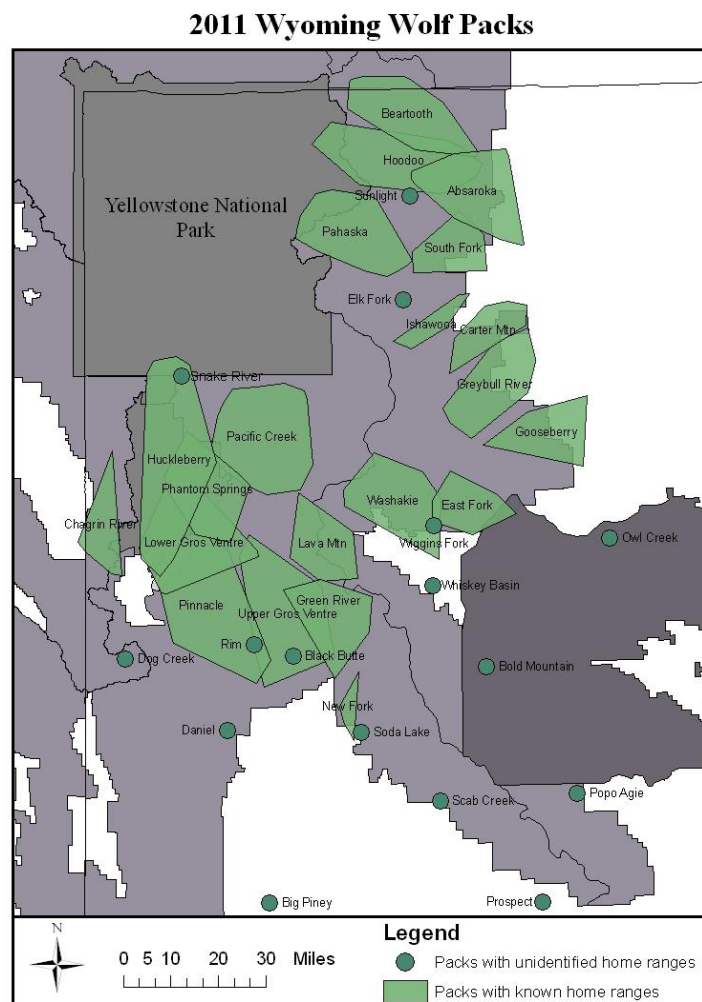 2011 Wyoming Wolf Packs
Beartooth
Hoodoo
Absaroka
Sunlight
Yellowstone National
Park
Pahaska
South Fork
Elk Fork
Ishawooa
Carter Mtn
Snake River
Greybull River
Pacific Creek
Gooseberry
Huckleberry
Phantom Springs
Washakie
East Fork
Chagrin River
Lower Gros Ventre
Lava Mtn
Wiggins Fork
Owl Creek
Whiskey Basin
Pinnacle
Green River
Upper Gros Ventre
Rim
Black Butte
Dog Creek
Bold Mountain
New Fork
Daniel
Soda Lake
Scab Creek
Popo Agie
Big Piney
Prospect
N
0 5 10 20 30 Miles
Legend
Packs with unidentified home ranges
Packs with known home ranges